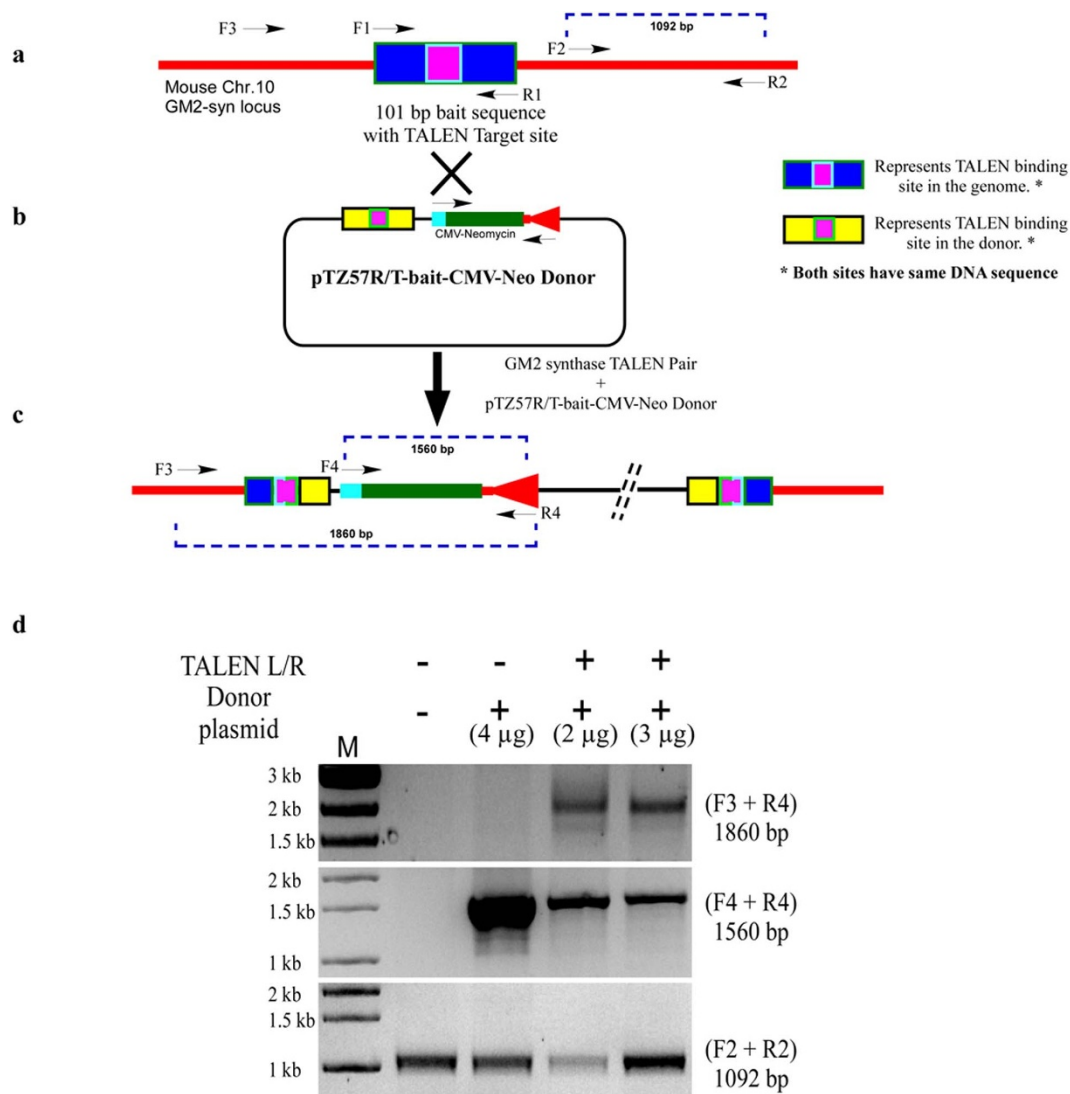 a
F3
F1
1092 bp
F2
R1
R2
Mouse Chr.10
GM2-syn locus
101 bp bait sequence
with TALEN Target site
Represents TALEN binding
site in the genome. *
Represents TALEN binding
site in the donor. *
* Both sites have same DNA sequence
b
CMV-Neomycin
pTZ57R/T-bait-CMV-Neo Donor
GM2 synthase TALEN Pair
+
pTZ57R/T-bait-CMV-Neo Donor
c
1560 bp
F3
F4
R4
1860 bp
d
TALEN L/R - - + +
Donor
plasmid
- + + +
(4 µg) (2 µg) (3 µg)
M
3 kb
2 kb
1.5 kb
(F3 + R4)
1860 bp
2 kb
1.5 kb
1 kb
(F4 + R4)
1560 bp
2 kb
1.5 kb
1 kb
(F2 + R2)
1092 bp